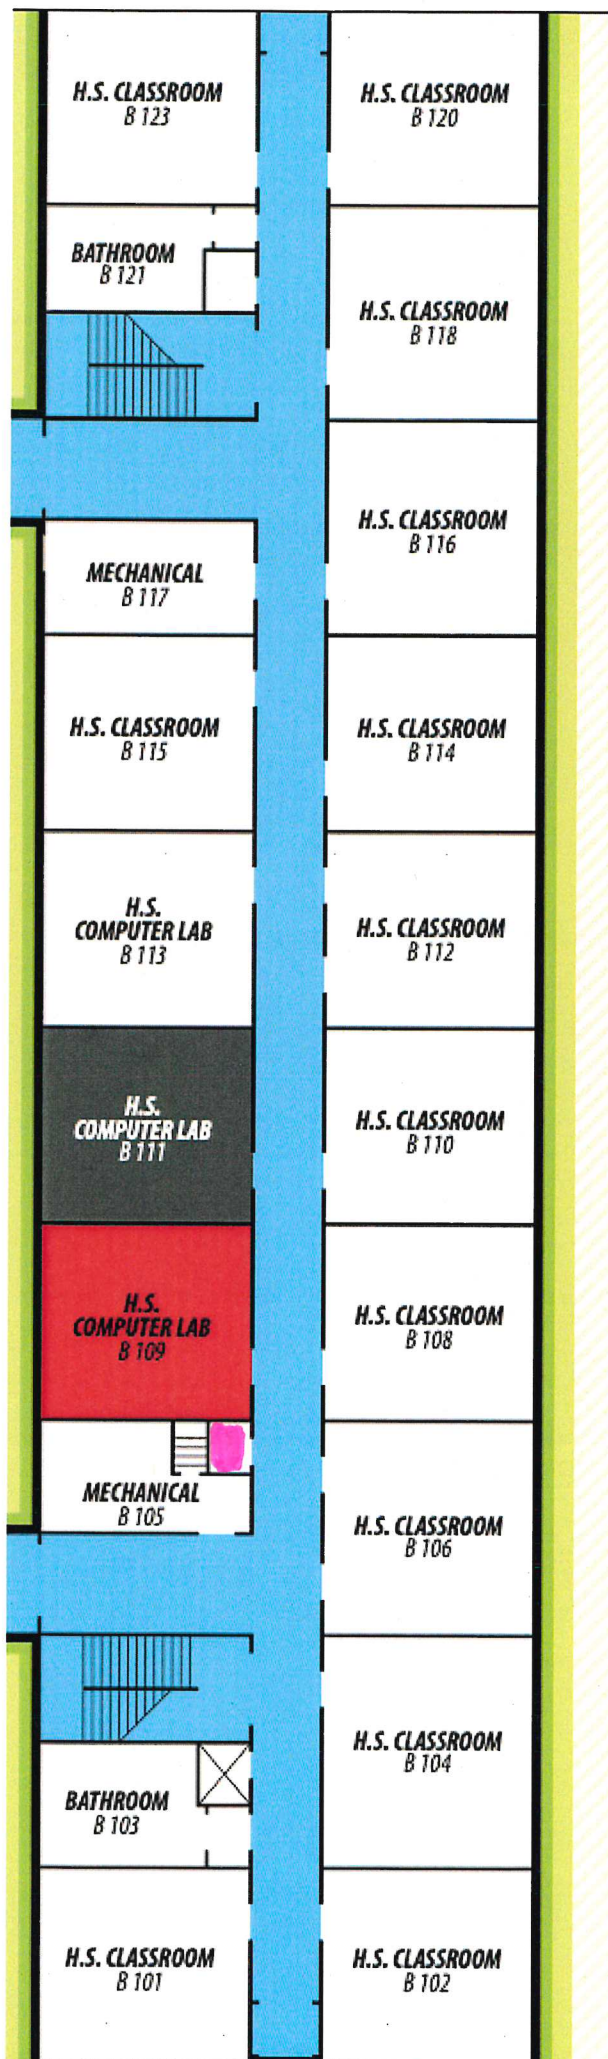 H.S. CLASSROOM
B 123
H.S. CLASSROOM
B 120
BATHROOM
B 121
H.S. CLASSROOM
B 118
H.S. CLASSROOM
B 116
MECHANICAL
B 117
H.S. CLASSROOM
B 115
H.S. CLASSROOM
B 114
H.S.
COMPUTER LAB
B 113
H.S. CLASSROOM
B 112
H.S.
COMPUTER LAB
B 111
H.S. CLASSROOM
B 110
H.S.
COMPUTER LAB
B 109
H.S. CLASSROOM
B 108
MECHANICAL
B 105
H.S. CLASSROOM
B 106
H.S. CLASSROOM
B 104
BATHROOM
B 103
H.S. CLASSROOM
B 101
H.S. CLASSROOM
B 102